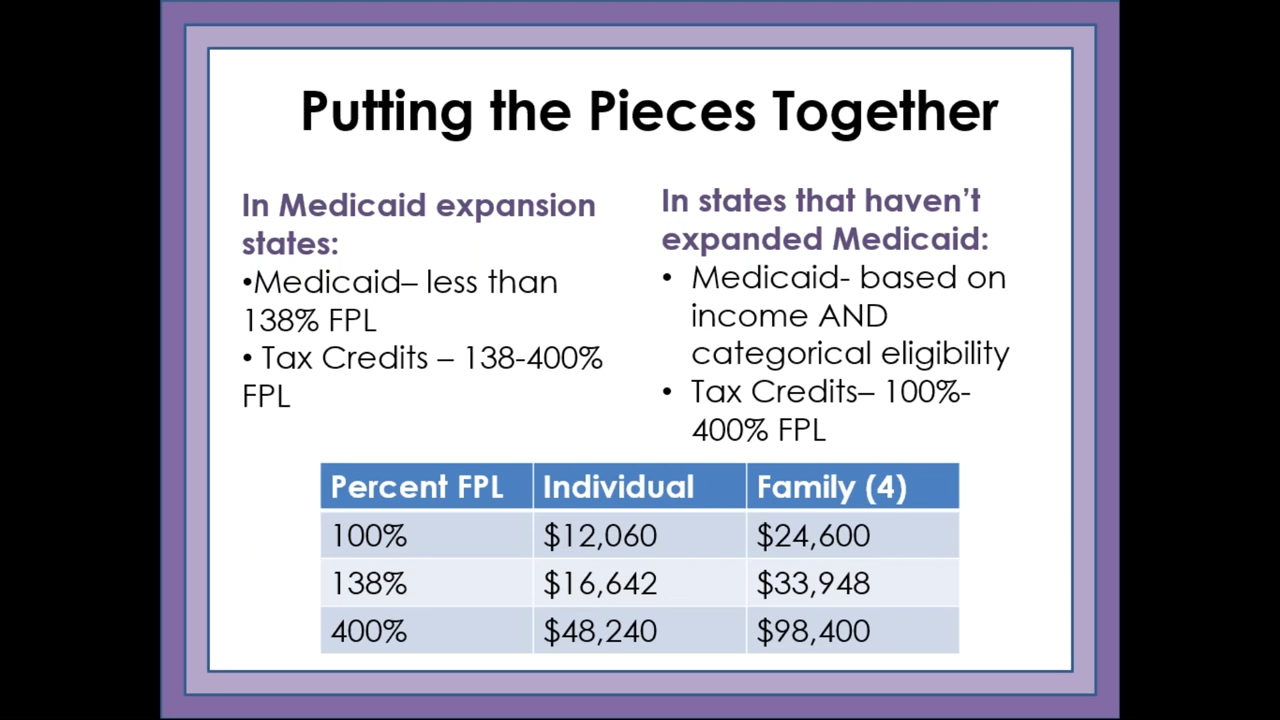 Putting the Pieces Together
In Medicaid expansion
states:
•Medicaid– less than
138% FPL
• Tax Credits – 138-400%
FPL
In states that haven’t
expanded Medicaid:
• Medicaid- based on
income AND
categorical eligibility
• Tax Credits– 100%-
400% FPL
Percent FPL Individual Family (4)
100% $12,060 $24,600
138% $16,642 $33,948
400% $48,240 $98,400